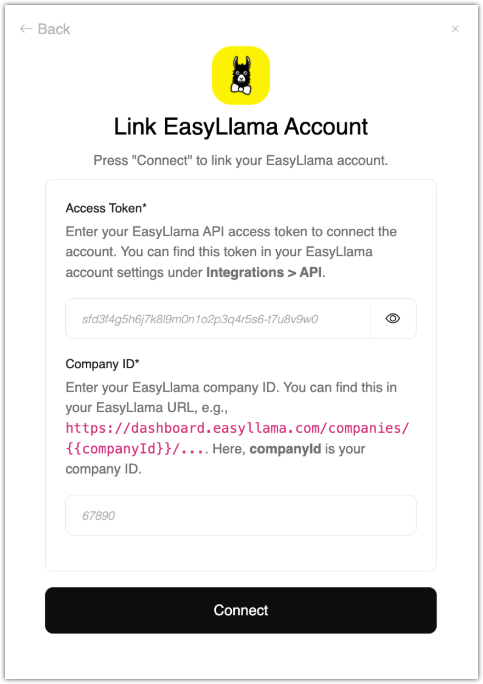 ← Back
×
Link EasyLlama Account
Press "Connect" to link your EasyLlama account.
Access Token*
Enter your EasyLlama API access token to connect the
account. You can find this token in your EasyLlama
account settings under Integrations > API.
sfd3f4g5h6j7k8l9m0n1o2p3q4r5s6-t7u8v9w0
Company ID*
Enter your EasyLlama company ID. You can find this in
your EasyLlama URL, e.g.,
https://dashboard.easyllama.com/companies/
{{companyId}}/.... Here, companyId is your
company ID.
67890
Connect